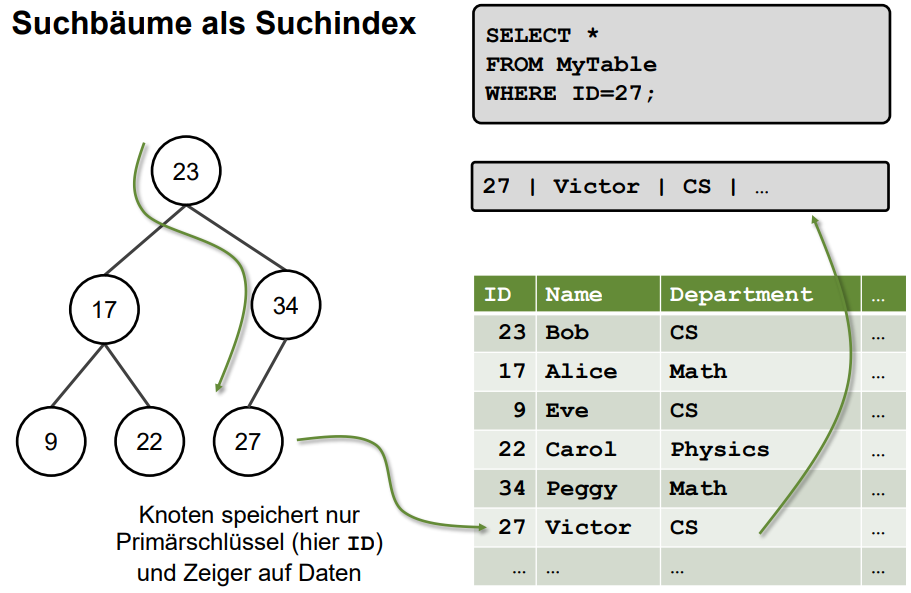 Suchbäume als Suchindex
SELECT *
FROM MyTable
WHERE ID=27;
27 | Victor | CS | …
23
17
34
9
22
27
Knoten speichert nur
Primärschlüssel (hier ID)
und Zeiger auf Daten
ID Name Department …
23 Bob CS …
17 Alice Math …
9 Eve CS …
22 Carol Physics …
34 Peggy Math …
27 Victor CS …
… … … …